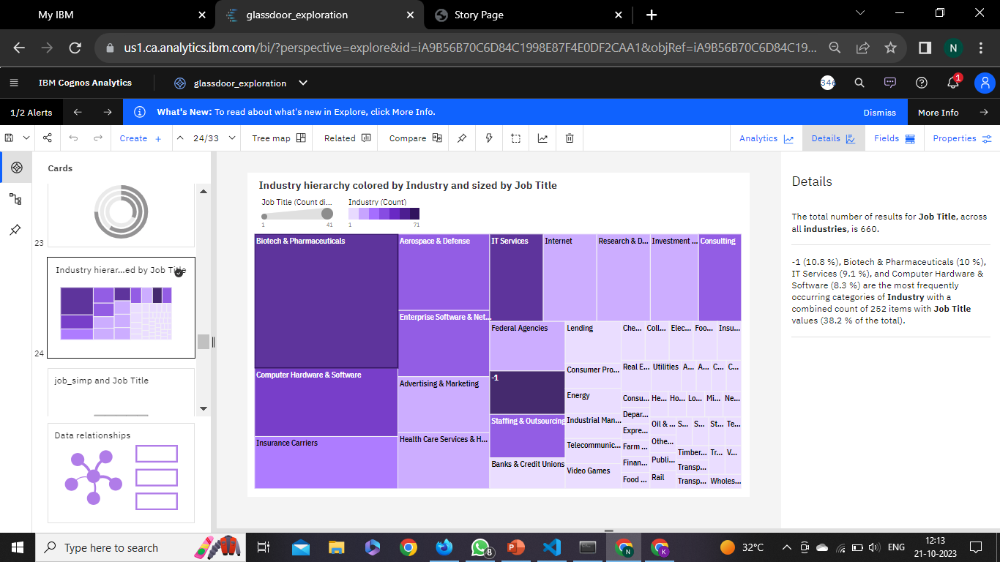 My IBM
glassdoor_exploration
Story Page
us1.ca.analytics.ibm.com/bi/?perspective=explore&id=iA9B56B70C6D84C1998E87F4E0DF2CAA1&objRef=iA9B56B70C6D84C19...
N
IBM Cognos Analytics
glassdoor_exploration
346
1
1/2 Alerts
What's New: To read about what's new in Explore, click More Info.
Dismiss
More Info
Create +
24/33
Tree map
Related
Compare
Analytics
Details
Fields
Properties
Cards
23
Industry hierar...ed by Job Title
24
job_simp and Job Title
Data relationships
Industry hierarchy colored by Industry and sized by Job Title
Job Title (Count di...
Industry (Count)
1
41
1
71
Biotech & Pharmaceuticals
Aerospace & Defense
IT Services
Internet
Research & D...
Investment ...
Consulting
Enterprise Software & Net...
Federal Agencies
Lending
Che...
Coll...
Elec...
Foo...
Insu...
Computer Hardware & Software
Advertising & Marketing
-1
Consumer Pro...
Real E...
Utilities
A...
A...
C...
C...
Energy
Consu...
He...
Ho...
Lo...
Mi...
Ne...
Depar...
Staffing & Outsourcing
Industrial Man...
Expre...
Oil & ...
S...
S...
St...
Te...
Insurance Carriers
Health Care Services & H...
Telecommunic...
Farm ...
Othe...
Timber...
Tr...
V...
Banks & Credit Unions
Video Games
Finan...
Publi...
Transp...
Food ...
Rail
Transp...
Wholes...
Details
The total number of results for Job Title, across
all industries, is 660.
-1 (10.8 %), Biotech & Pharmaceuticals (10 %),
IT Services (9.1 %), and Computer Hardware &
Software (8.3 %) are the most frequently
occurring categories of Industry with a
combined count of 252 items with Job Title
values (38.2 % of the total).
Type here to search
8
N
K
32°C
ENG
12:13
21-10-2023